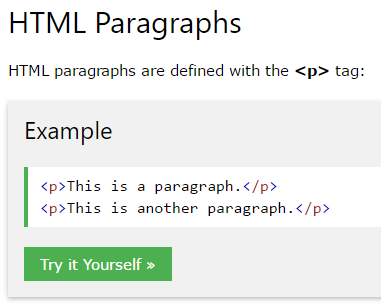 HTML Paragraphs
HTML paragraphs are defined with the <p> tag:
Example
<p>This is a paragraph.</p>
<p>This is another paragraph.</p>
Try it Yourself »